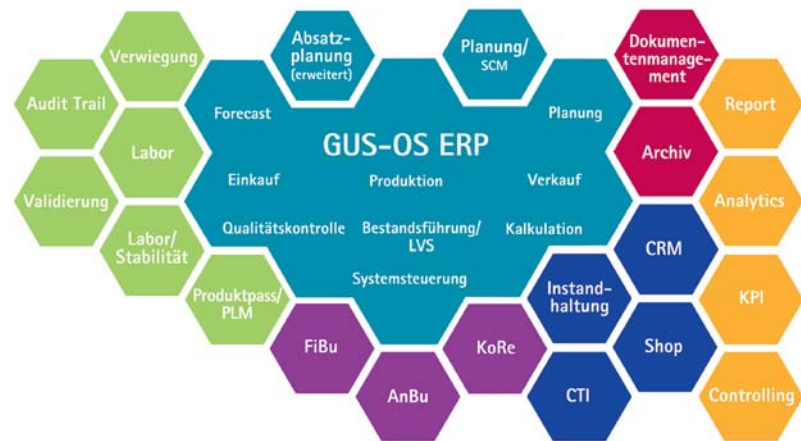 Verwiegung
Absatz-
planung
(erweitert)
Planung/
SCM
Dokumen-
tenmanage-
ment
Audit Trail
Forecast
Planung
Report
GUS-OS ERP
Labor
Archiv
Einkauf
Produktion
Verkauf
Validierung
Analytics
Qualitätskontrolle
Bestandsführung/
LVS
Kalkulation
Labor/
Stabilität
CRM
Systemsteuerung
Produktpass/
PLM
Instand-
haltung
KPI
FiBu
KoRe
Shop
AnBu
CTI
Controlling